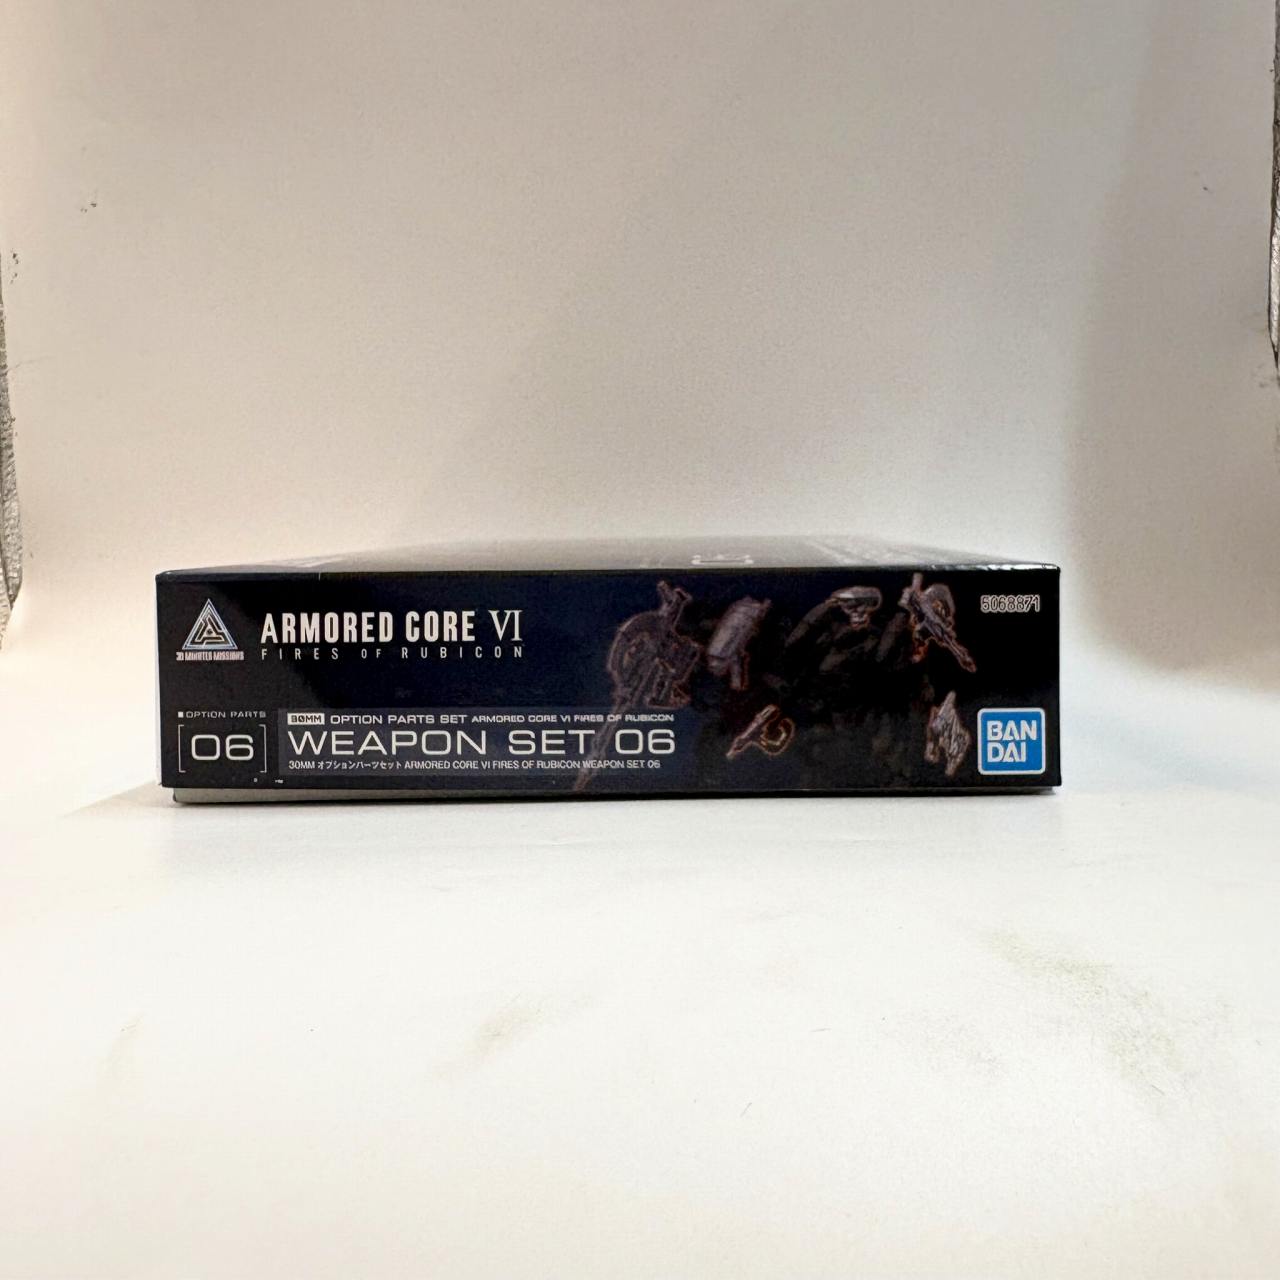 ARMORED CORE VI
FIRES OF RUBICON
30 MINUTES MISSIONS
5068871
■OPTION PARTS
06
30MM OPTION PARTS SET ARMORED CORE VI FIRES OF RUBICON
WEAPON SET 06
30MM オプションパーツセット ARMORED CORE VI FIRES OF RUBICON WEAPON SET 06
BAN
DAI